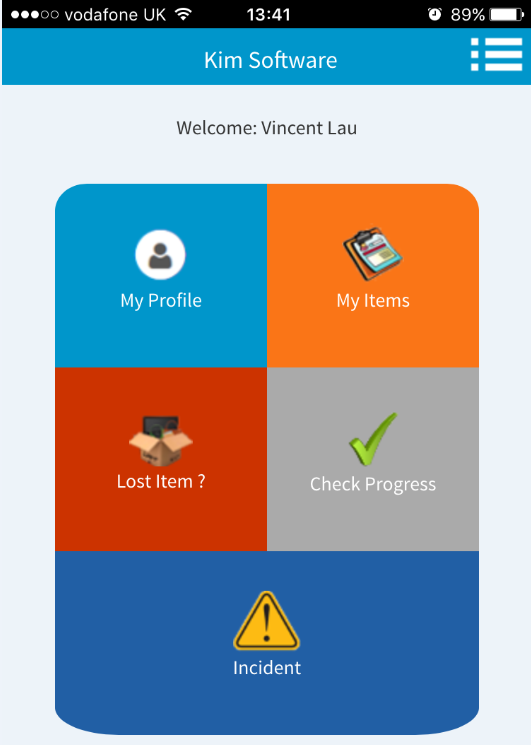 vodafone UK 13:41 89%
Kim Software
Welcome: Vincent Lau
My Profile My Items
Lost Item ? Check Progress
Incident